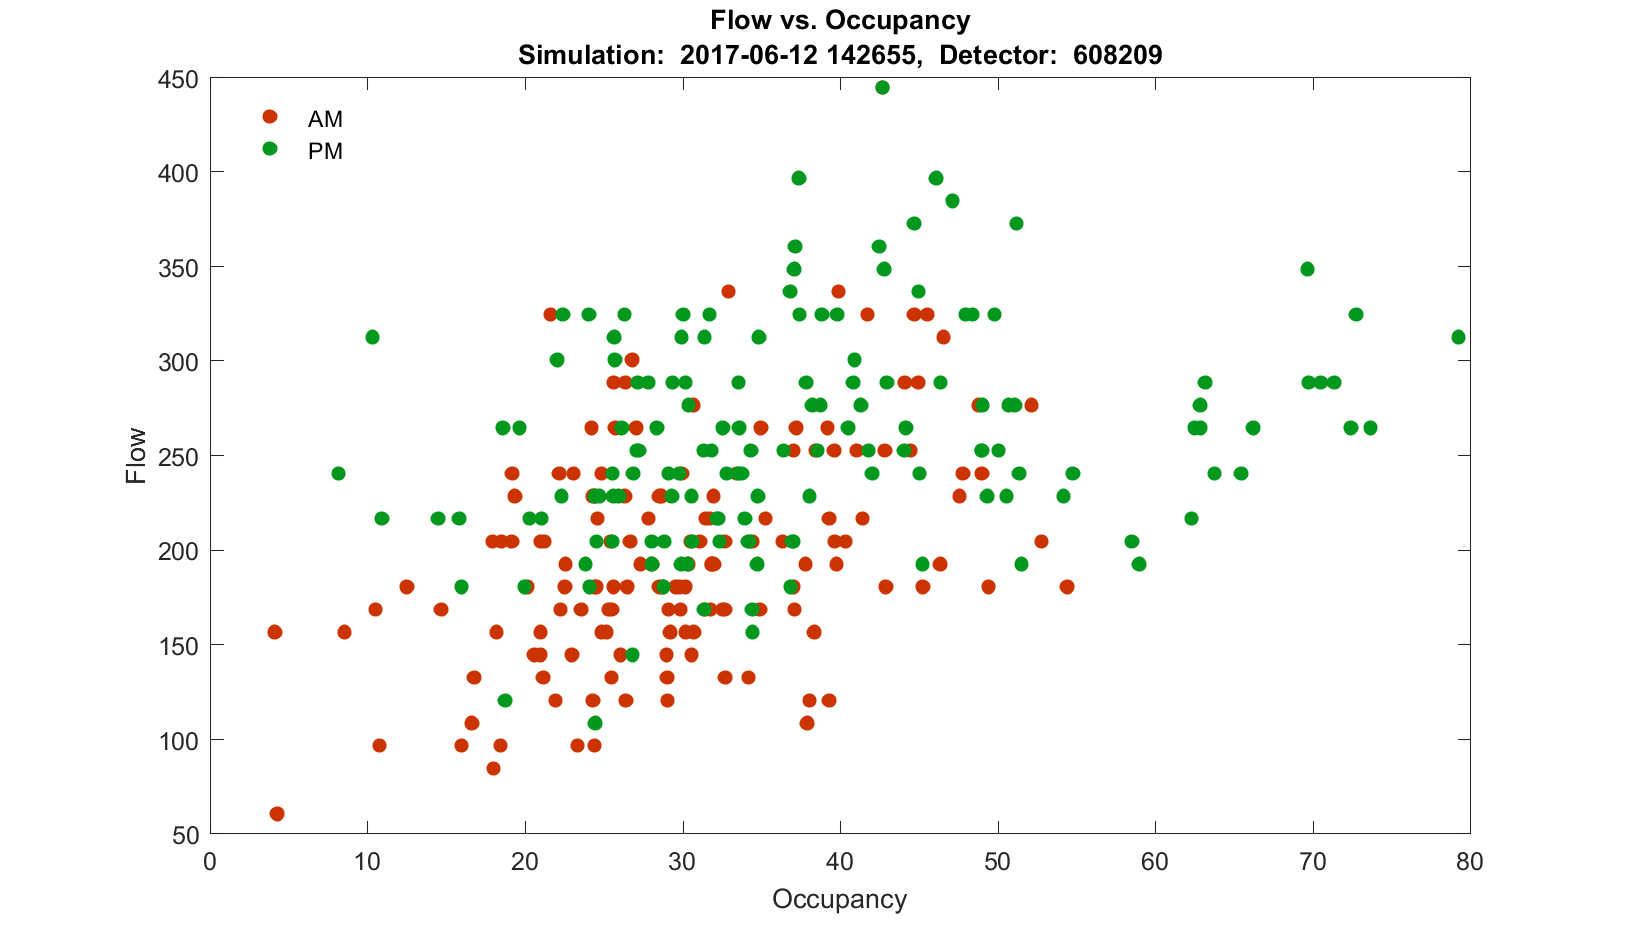 Flow vs. Occupancy
Simulation:  2017-06-12 142655,  Detector:  608209
AM
PM
450
400
350
300
250
200
150
100
50
Flow
0 10 20 30 40 50 60 70 80
Occupancy